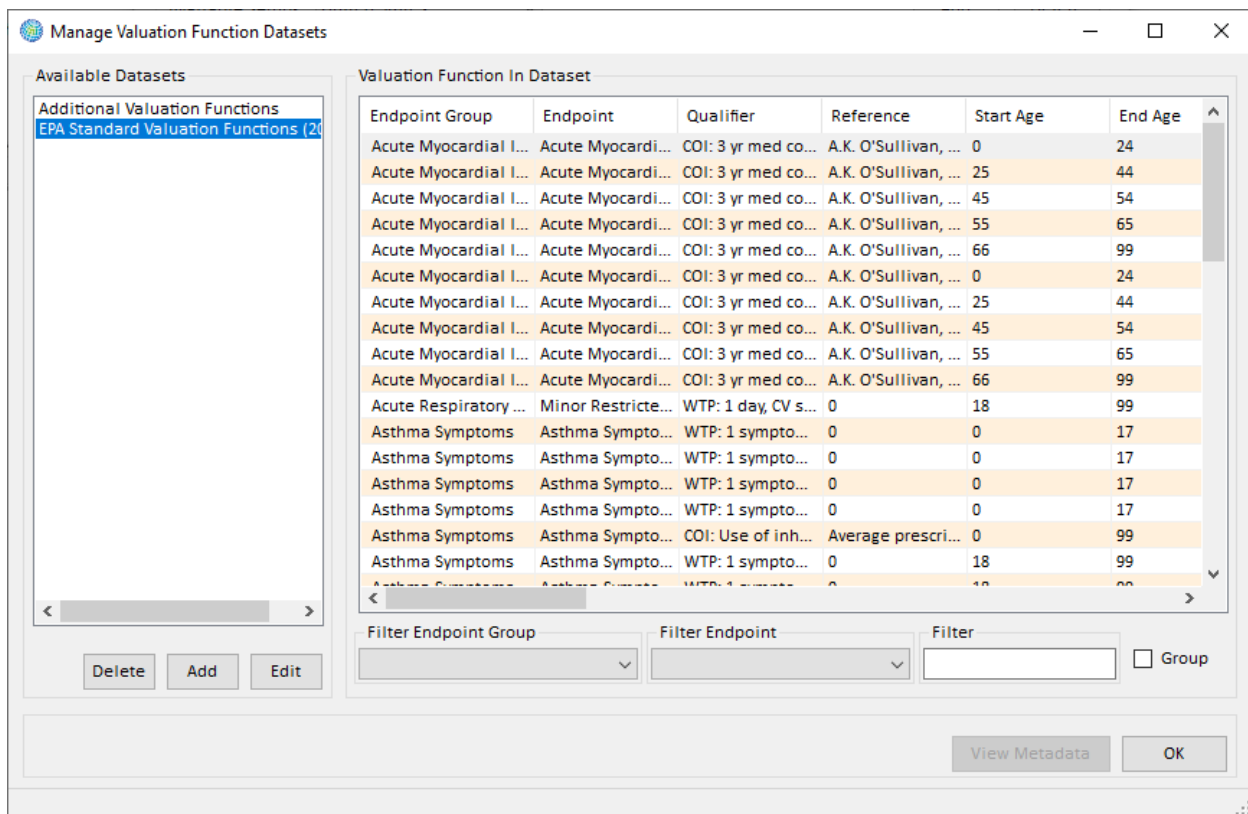 Manage Valuation Function Datasets
Available Datasets
Additional Valuation Functions
EPA Standard Valuation Functions (20
Delete Add Edit
Valuation Function In Dataset
Endpoint Group Endpoint Qualifier Reference Start Age End Age
Acute Myocardial I... Acute Myocardi... COI: 3 yr med co... A.K. O'Sullivan, ... 0 24
Acute Myocardial I... Acute Myocardi... COI: 3 yr med co... A.K. O'Sullivan, ... 25 44
Acute Myocardial I... Acute Myocardi... COI: 3 yr med co... A.K. O'Sullivan, ... 45 54
Acute Myocardial I... Acute Myocardi... COI: 3 yr med co... A.K. O'Sullivan, ... 55 65
Acute Myocardial I... Acute Myocardi... COI: 3 yr med co... A.K. O'Sullivan, ... 66 99
Acute Myocardial I... Acute Myocardi... COI: 3 yr med co... A.K. O'Sullivan, ... 0 24
Acute Myocardial I... Acute Myocardi... COI: 3 yr med co... A.K. O'Sullivan, ... 25 44
Acute Myocardial I... Acute Myocardi... COI: 3 yr med co... A.K. O'Sullivan, ... 45 54
Acute Myocardial I... Acute Myocardi... COI: 3 yr med co... A.K. O'Sullivan, ... 55 65
Acute Myocardial I... Acute Myocardi... COI: 3 yr med co... A.K. O'Sullivan, ... 66 99
Acute Respiratory ... Minor Restricte... WTP: 1 day, CV s... 0 18 99
Asthma Symptoms Asthma Sympto... WTP: 1 sympto... 0 0 17
Asthma Symptoms Asthma Sympto... WTP: 1 sympto... 0 0 17
Asthma Symptoms Asthma Sympto... WTP: 1 sympto... 0 0 17
Asthma Symptoms Asthma Sympto... WTP: 1 sympto... 0 0 17
Asthma Symptoms Asthma Sympto... COI: Use of inh... Average prescri... 0 99
Asthma Symptoms Asthma Sympto... WTP: 1 sympto... 0 18 99
Asthma Symptoms Asthma Sympto... WTP: 1 sympto... 0 18 99
Filter Endpoint Group Filter Endpoint Filter
Group
View Metadata OK